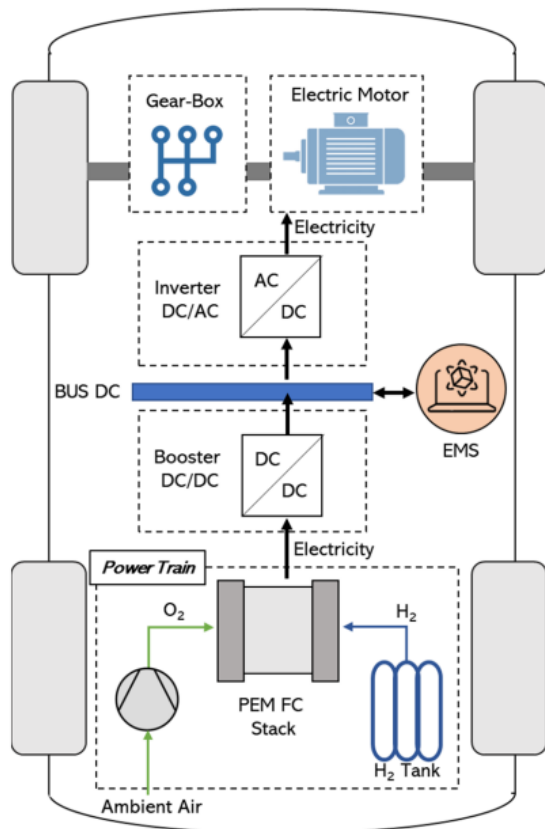 Gear-Box
Electric Motor
Electricity
Inverter
DC/AC
AC
DC
BUS DC
EMS
Booster
DC/DC
DC
DC
Electricity
Power Train
O₂
H₂
PEM FC
Stack
H₂ Tank
Ambient Air